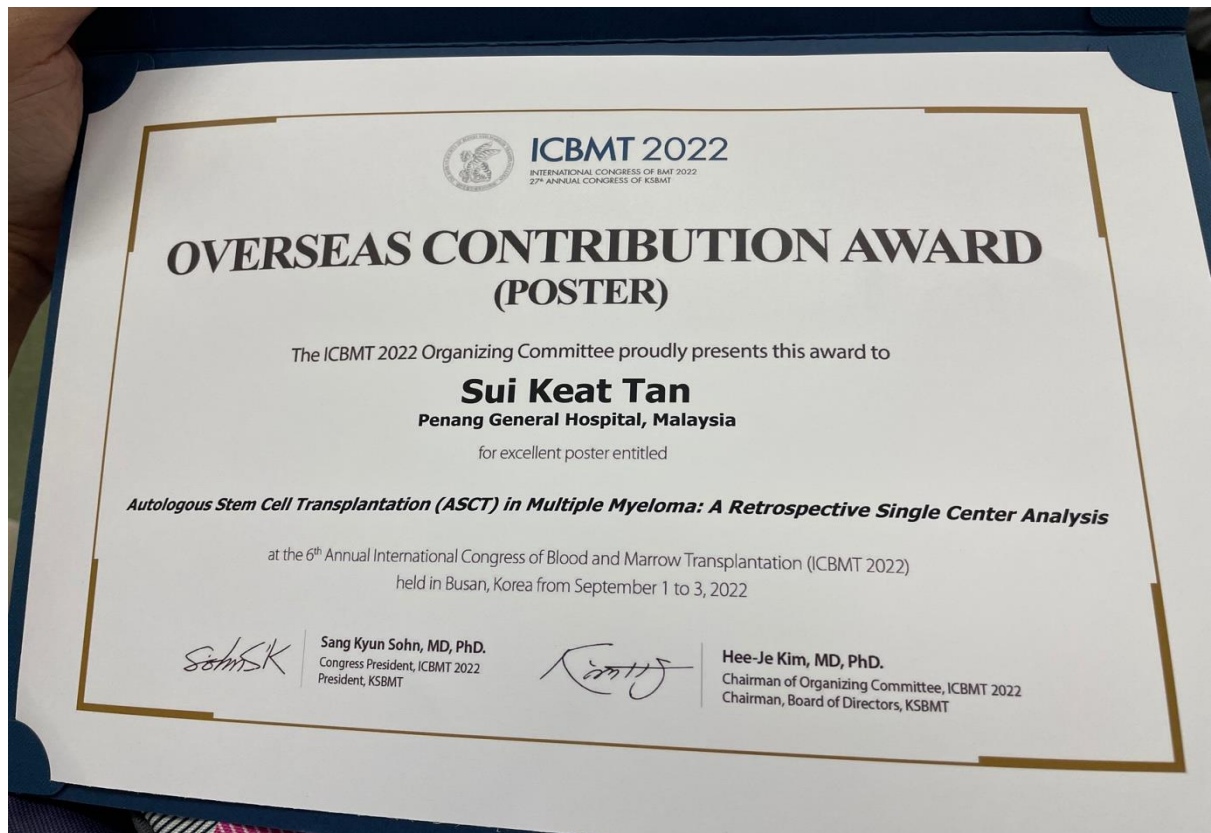 ICBMT 2022
INTERNATIONAL CONGRESS OF BMT 2022
27th ANNUAL CONGRESS OF KSBMT
OVERSEAS CONTRIBUTION AWARD
(POSTER)
The ICBMT 2022 Organizing Committee proudly presents this award to
Sui Keat Tan
Penang General Hospital, Malaysia
for excellent poster entitled
Autologous Stem Cell Transplantation (ASCT) in Multiple Myeloma: A Retrospective Single Center Analysis
at the 6th Annual International Congress of Blood and Marrow Transplantation (ICBMT 2022)
held in Busan, Korea from September 1 to 3, 2022
Sang Kyun Sohn, MD, PhD.
Congress President, ICBMT 2022
President, KSBMT
Hee-Je Kim, MD, PhD.
Chairman of Organizing Committee, ICBMT 2022
Chairman, Board of Directors, KSBMT